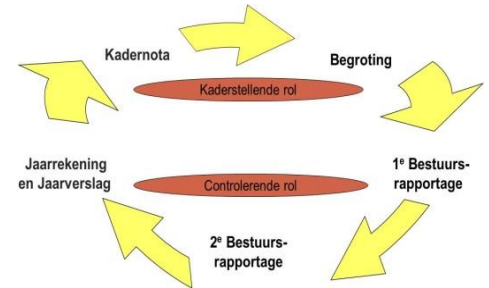 Kadernota
Begroting
Kaderstellende rol
Jaarrekening
en Jaarverslag
Controlerende rol
1e Bestuurs-
rapportage
2e Bestuurs-
rapportage